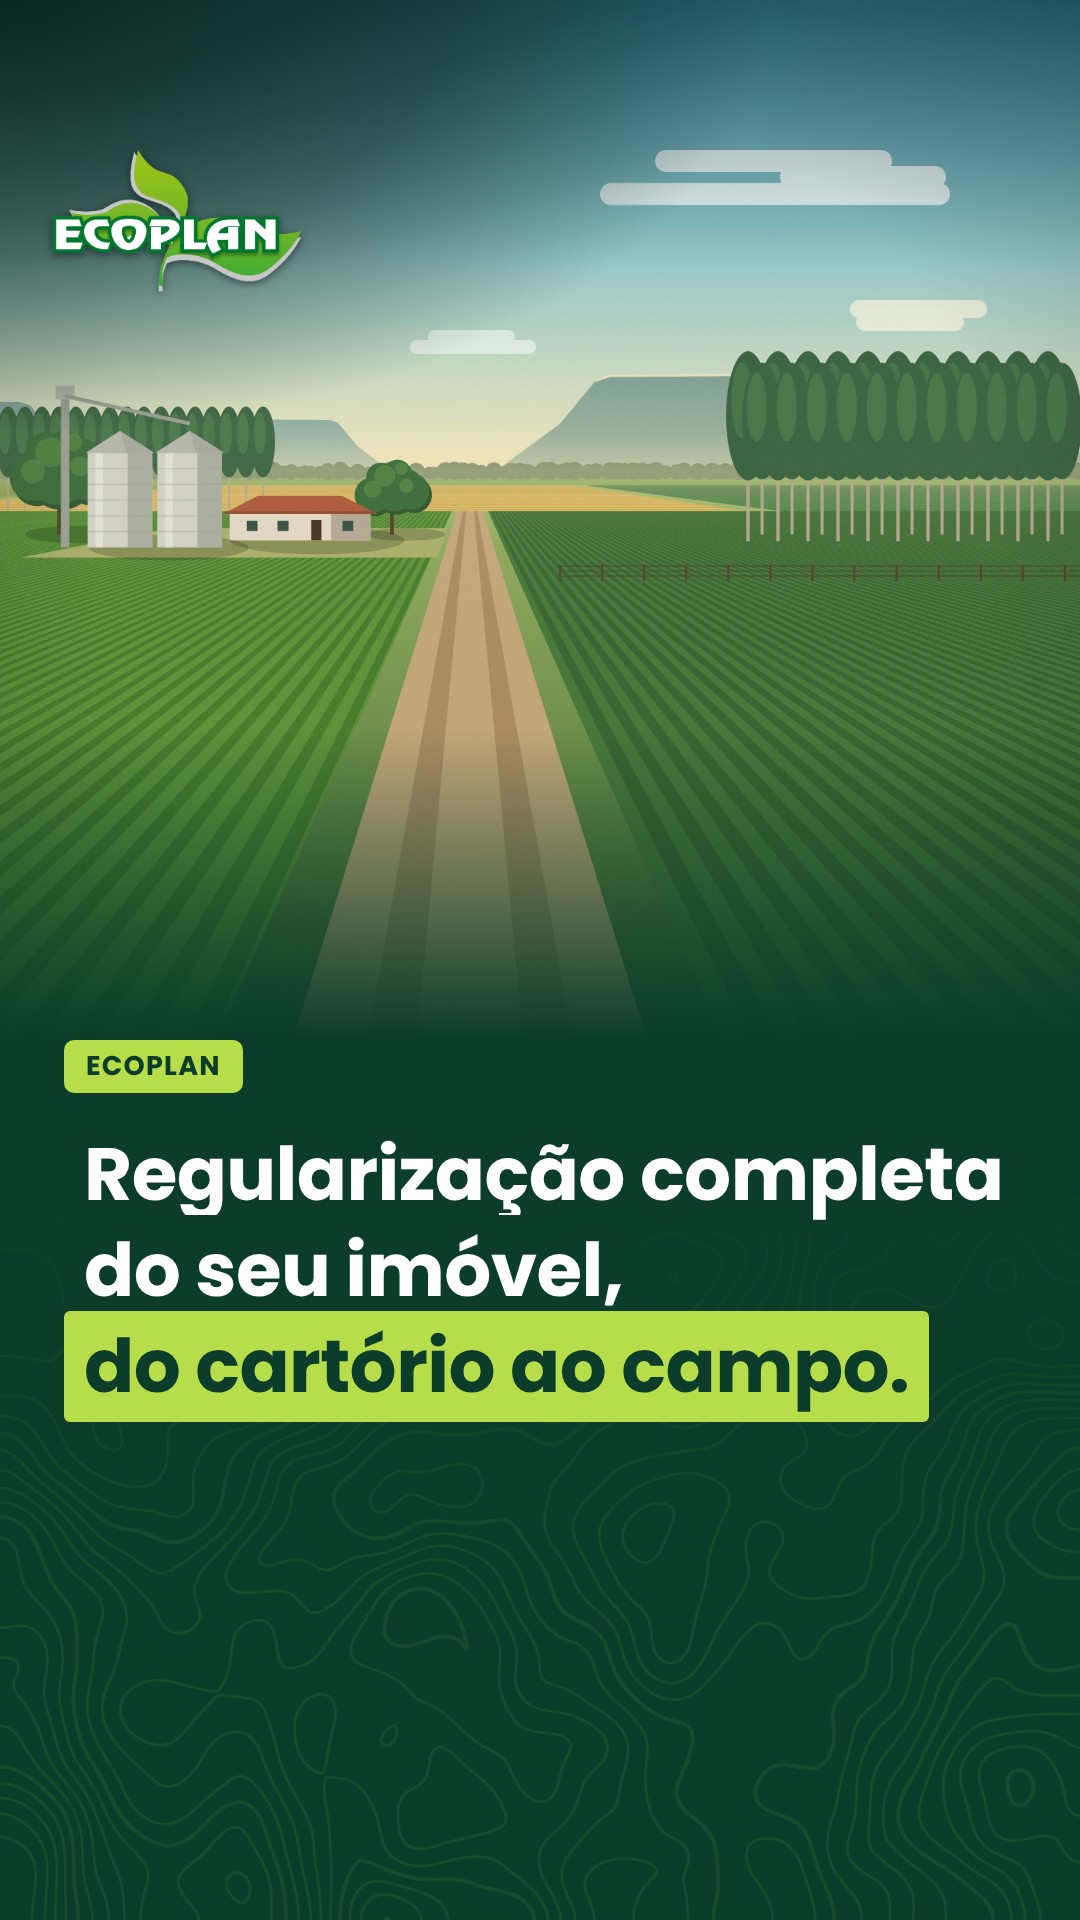 ECOPLAN
ECOPLAN
Regularização completa
do seu imóvel,
do cartório ao campo.